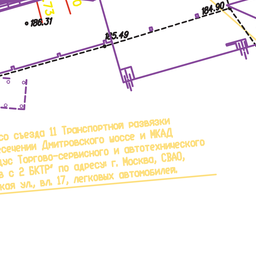 184.90
73
186.31
185.49
со съезда 11 Транспортной развязки
сечении Дмитровского шоссе и МКАД
дус Торгово-сервисного и автотехнического
а с 2 БКТР" по адресу: г. Москва, СВАО,
кая ул., вл. 17, легковых автомобилей.